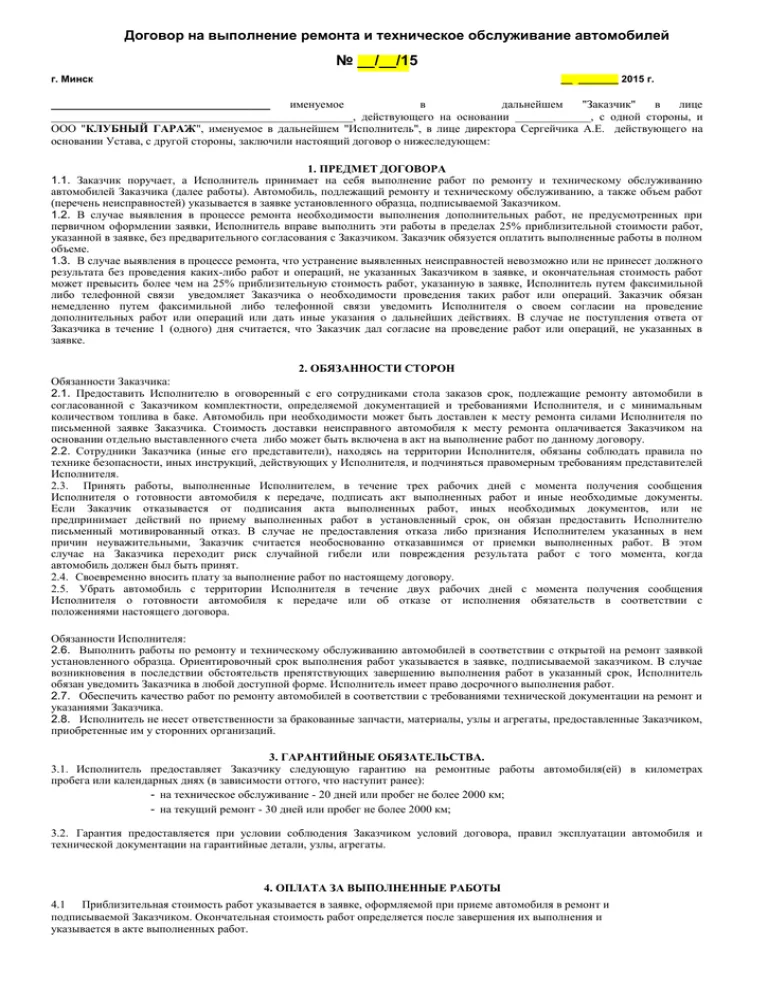 Договор на выполнение ремонта и техническое обслуживание автомобилей
№ __/__/15
г. Минск __ _______ 2015 г.
_______________________________________ именуемое в дальнейшем "Заказчик" в лице
______________________________________________________, действующего на основании _____________, с одной стороны, и
ООО "КЛУБНЫЙ ГАРАЖ", именуемое в дальнейшем "Исполнитель", в лице директора Сергейчика А.Е. действующего на
основании Устава, с другой стороны, заключили настоящий договор о нижеследующем:
1. ПРЕДМЕТ ДОГОВОРА
1.1. Заказчик поручает, а Исполнитель принимает на себя выполнение работ по ремонту и техническому обслуживанию
автомобилей Заказчика (далее работы). Автомобиль, подлежащий ремонту и техническому обслуживанию, а также объем работ
(перечень неисправностей) указывается в заявке установленного образца, подписываемой Заказчиком.
1.2. В случае выявления в процессе ремонта необходимости выполнения дополнительных работ, не предусмотренных при
первичном оформлении заявки, Исполнитель вправе выполнить эти работы в пределах 25% приблизительной стоимости работ,
указанной в заявке, без предварительного согласования с Заказчиком. Заказчик обязуется оплатить выполненные работы в полном
объеме.
1.3. В случае выявления в процессе ремонта, что устранение выявленных неисправностей невозможно или не принесет должного
результата без проведения каких-либо работ и операций, не указанных Заказчиком в заявке, и окончательная стоимость работ
может превысить более чем на 25% приблизительную стоимость работ, указанную в заявке, Исполнитель путем факсимильной
либо телефонной связи уведомляет Заказчика о необходимости проведения таких работ или операций. Заказчик обязан
немедленно путем факсимильной либо телефонной связи уведомить Исполнителя о своем согласии на проведение
дополнительных работ или операций или дать иные указания о дальнейших действиях. В случае не поступления ответа от
Заказчика в течение 1 (одного) дня считается, что Заказчик дал согласие на проведение работ или операций, не указанных в
заявке.
2. ОБЯЗАННОСТИ СТОРОН
Обязанности Заказчика:
2.1. Предоставить Исполнителю в оговоренный с его сотрудниками стола заказов срок, подлежащие ремонту автомобили в
согласованной с Заказчиком комплектности, определяемой документацией и требованиями Исполнителя, и с минимальным
количеством топлива в баке. Автомобиль при необходимости может быть доставлен к месту ремонта силами Исполнителя по
письменной заявке Заказчика. Стоимость доставки неисправного автомобиля к месту ремонта оплачивается Заказчиком на
основании отдельно выставленного счета либо может быть включена в акт на выполнение работ по данному договору.
2.2. Сотрудники Заказчика (иные его представители), находясь на территории Исполнителя, обязаны соблюдать правила по
технике безопасности, иных инструкций, действующих у Исполнителя, и подчиняться правомерным требованиям представителей
Исполнителя.
2.3. Принять работы, выполненные Исполнителем, в течение трех рабочих дней с момента получения сообщения
Исполнителя о готовности автомобиля к передаче, подписать акт выполненных работ и иные необходимые документы.
Если Заказчик отказывается от подписания акта выполненных работ, иных необходимых документов, или не
предпринимает действий по приему выполненных работ в установленный срок, он обязан предоставить Исполнителю
письменный мотивированный отказ. В случае не предоставления отказа либо признания Исполнителем указанных в нем
причин неуважительными, Заказчик считается необоснованно отказавшимся от приемки выполненных работ. В этом
случае на Заказчика переходит риск случайной гибели или повреждения результата работ с того момента, когда
автомобиль должен был быть принят.
2.4. Своевременно вносить плату за выполнение работ по настоящему договору.
2.5. Убрать автомобиль с территории Исполнителя в течение двух рабочих дней с момента получения сообщения
Исполнителя о готовности автомобиля к передаче или об отказе от исполнения обязательств в соответствии с
положениями настоящего договора.
Обязанности Исполнителя:
2.6. Выполнить работы по ремонту и техническому обслуживанию автомобилей в соответствии с открытой на ремонт заявкой
установленного образца. Ориентировочный срок выполнения работ указывается в заявке, подписываемой заказчиком. В случае
возникновения в последствии обстоятельств препятствующих завершению выполнения работ в указанный срок, Исполнитель
обязан уведомить Заказчика в любой доступной форме. Исполнитель имеет право досрочного выполнения работ.
2.7. Обеспечить качество работ по ремонту автомобилей в соответствии с требованиями технической документации на ремонт и
указаниями Заказчика.
2.8. Исполнитель не несет ответственности за бракованные запчасти, материалы, узлы и агрегаты, предоставленные Заказчиком,
приобретенные им у сторонних организаций.
3. ГАРАНТИЙНЫЕ ОБЯЗАТЕЛЬСТВА.
3.1. Исполнитель предоставляет Заказчику следующую гарантию на ремонтные работы автомобиля(ей) в километрах
пробега или календарных днях (в зависимости оттого, что наступит ранее):
- на техническое обслуживание - 20 дней или пробег не более 2000 км;
- на текущий ремонт - 30 дней или пробег не более 2000 км;
3.2. Гарантия предоставляется при условии соблюдения Заказчиком условий договора, правил эксплуатации автомобиля и
технической документации на гарантийные детали, узлы, агрегаты.
4. ОПЛАТА ЗА ВЫПОЛНЕННЫЕ РАБОТЫ
4.1 Приблизительная стоимость работ указывается в заявке, оформляемой при приеме автомобиля в ремонт и
подписываемой Заказчиком. Окончательная стоимость работ определяется после завершения их выполнения и
указывается в акте выполненных работ.